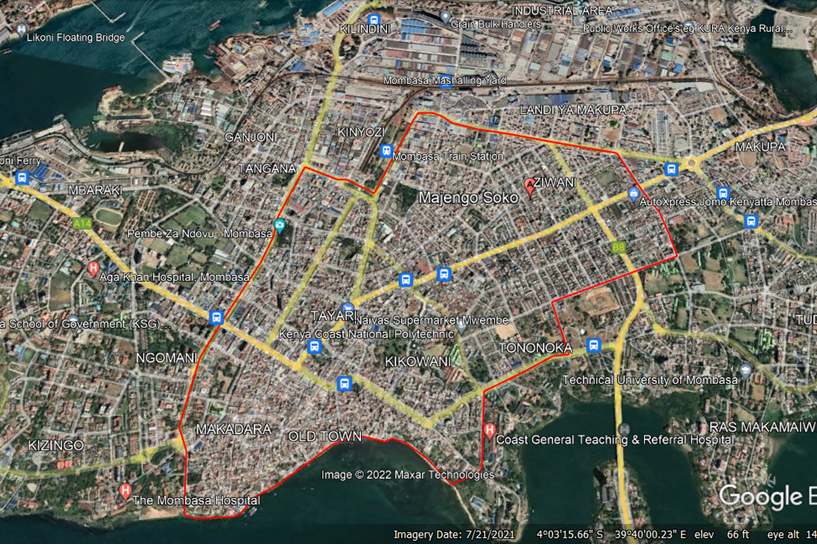 INDUSTRIAL AREA
KILINDINI
Grain Bulk Handlers
Public Works Office's eg KURA Kenya Rural...
Likoni Floating Bridge
Mombasa Marshalling Yard
LANDI YA MAKUPA
KINYOZI
GANJONI
MAKUPA
Mombasa Train Station
TANGANA
oni Ferry
ZIWANI
MBARAKI
Majengo Soko
AutoXpress Jomo Kenyatta Mombas
A14
Pembe Za Ndovu - Mombasa
B8
Aga Khan Hospital, Mombasa
TAYARI
Naivas Supermarket Mwembe
a School of Government (KSG)...
TUD
Kenya Coast National Polytechnic
TONONOKA
NGOMANI
KIKOWANI
Technical University of Mombasa
MAKADARA
OLD TOWN
RAS MAKAMAIW
KIZINGO
Coast General Teaching & Referral Hospital
Image © 2022 Maxar Technologies
The Mombasa Hospital
Google E
Imagery Date: 7/21/2021 4°03'15.66" S 39°40'00.23" E elev 66 ft eye alt 14